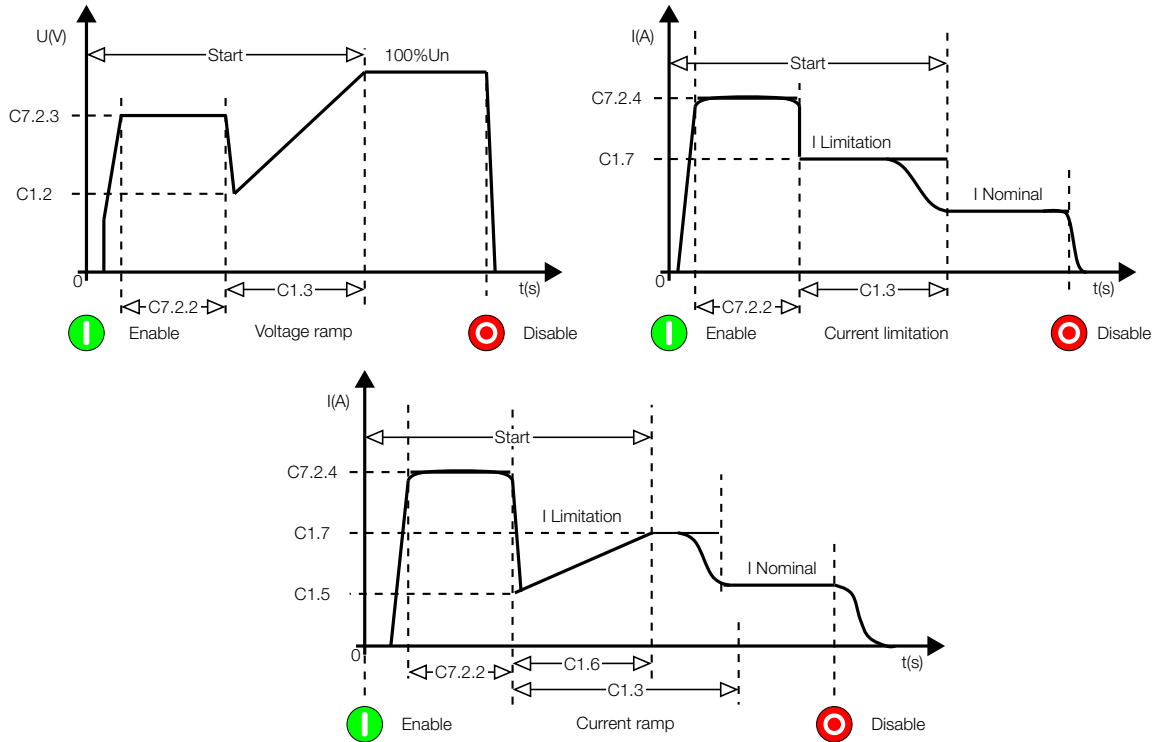 U(V)
Start
100%Un
C7.2.3
C1.2
0
t(s)
C1.3
C7.2.2
Enable
Voltage ramp
Disable
I(A)
Start
C7.2.4
I Limitation
C1.7
I Nominal
0
t(s)
C7.2.2
C1.3
Enable
Current limitation
Disable
I(A)
Start
C7.2.4
I Limitation
C1.7
I Nominal
C1.5
0
t(s)
C7.2.2
C1.6
C1.3
Enable
Current ramp
Disable